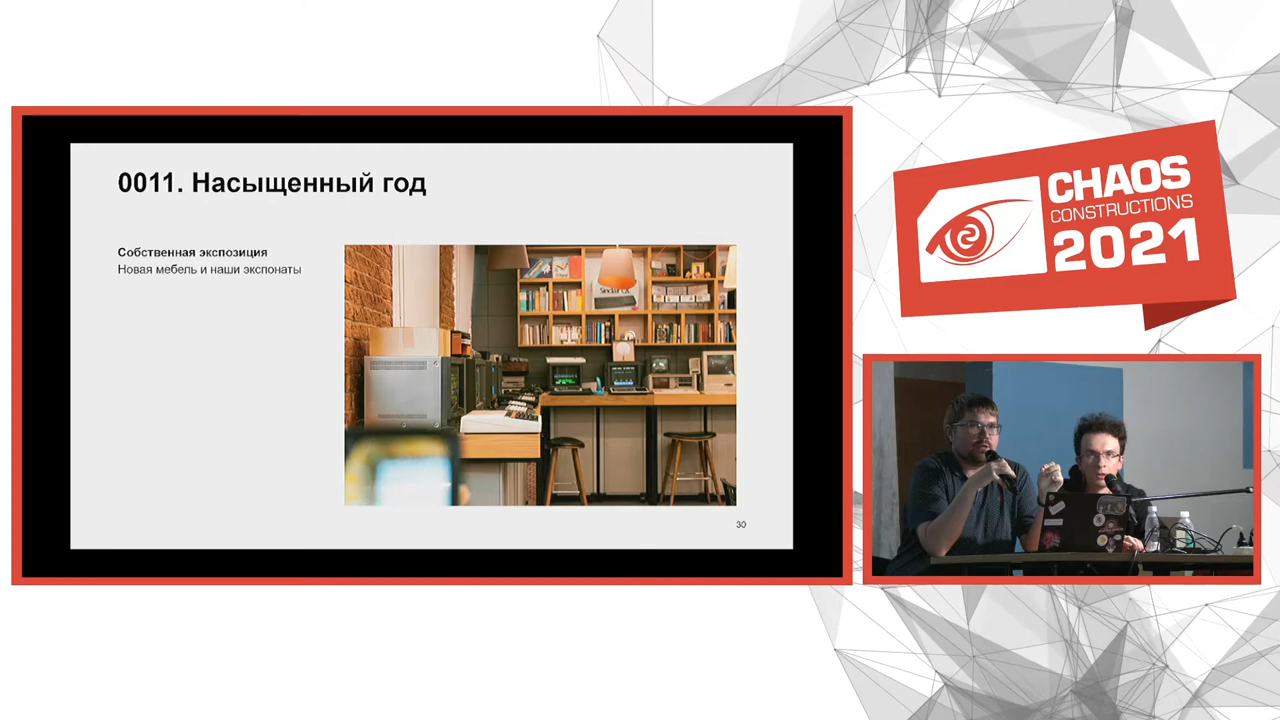 0011. Насыщенный год
Собственная экспозиция
Новая мебель и наши экспонаты
30
CHAOS
CONSTRUCTIONS
2021